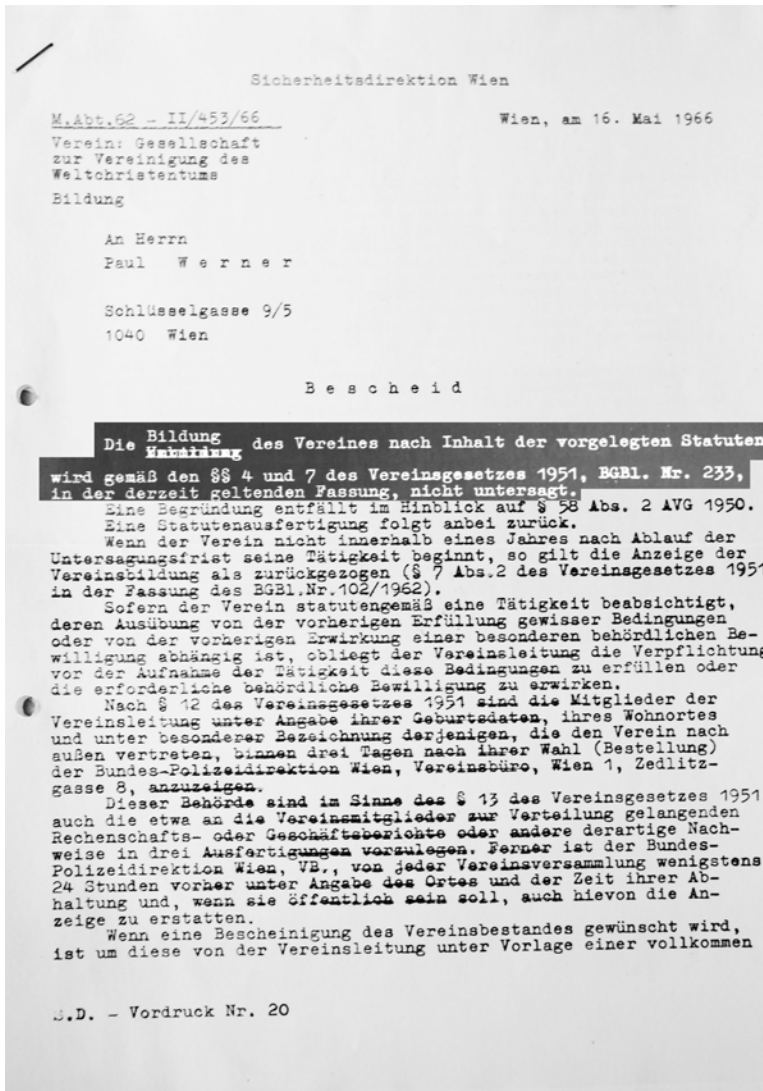 Sicherheitsdirektion Wien
M.Abt.62 - II/453/66 Wien, am 16. Mai 1966
Verein: Gesellschaft
zur Vereinigung des
Weltchristentums
Bildung
An Herrn
Paul W e r n e r
Schlüsselgasse 9/5
1040 Wien
B e s c h e i d
Die Bildung des Vereines nach Inhalt der vorgelegten Statuten
wird gemäß den §§ 4 und 7 des Vereinsgesetzes 1951, BGBl. Nr. 233,
in der derzeit geltenden Fassung, nicht untersagt.
Eine Begründung entfällt im Hinblick auf § 58 Abs. 2 AVG 1950.
Eine Statutenausfertigung folgt anbei zurück.
Wenn der Verein nicht innerhalb eines Jahres nach Ablauf der
Untersagungsfrist seine Tätigkeit beginnt, so gilt die Anzeige der
Vereinsbildung als zurückgezogen (§ 7 Abs.2 des Vereinsgesetzes 1951
in der Fassung des BGBl.Nr.102/1962).
Sofern der Verein statutengemäß eine Tätigkeit beabsichtigt,
deren Ausübung von der vorherigen Erfüllung gewisser Bedingungen
oder von der vorherigen Erwirkung einer besonderen behördlichen Be-
willigung abhängig ist, obliegt der Vereinsleitung die Verpflichtung
vor der Aufnahme der Tätigkeit diese Bedingungen zu erfüllen oder
die erforderliche behördliche Bewilligung zu erwirken.
Nach § 12 des Vereinsgesetzes 1951 sind die Mitglieder der
Vereinsleitung unter Angabe ihrer Geburtsdaten, ihres Wohnortes
und unter besonderer Bezeichnung derjenigen, die den Verein nach
außen vertreten, binnen drei Tagen nach ihrer Wahl (Bestellung)
der Bundes-Polizeidirektion Wien, Vereinsbüro, Wien 1, Zedlitz-
gasse 8, anzuzeigen.
Dieser Behörde sind im Sinne des § 13 des Vereinsgesetzes 1951
auch die etwa an die Vereinsmitglieder zur Verteilung gelangenden
Rechenschafts- oder Geschäftsberichte oder andere derartige Nach-
weise in drei Ausfertigungen vorzulegen. Ferner ist der Bundes-
Polizeidirektion Wien, VB., von jeder Vereinsversammlung wenigstens
24 Stunden vorher unter Angabe des Ortes und der Zeit ihrer Ab-
haltung und, wenn sie öffentlich sein soll, auch hievon die An-
zeige zu erstatten.
Wenn eine Bescheinigung des Vereinsbestandes gewünscht wird,
ist um diese von der Vereinsleitung unter Vorlage einer vollkommen
S.D. - Vordruck Nr. 20